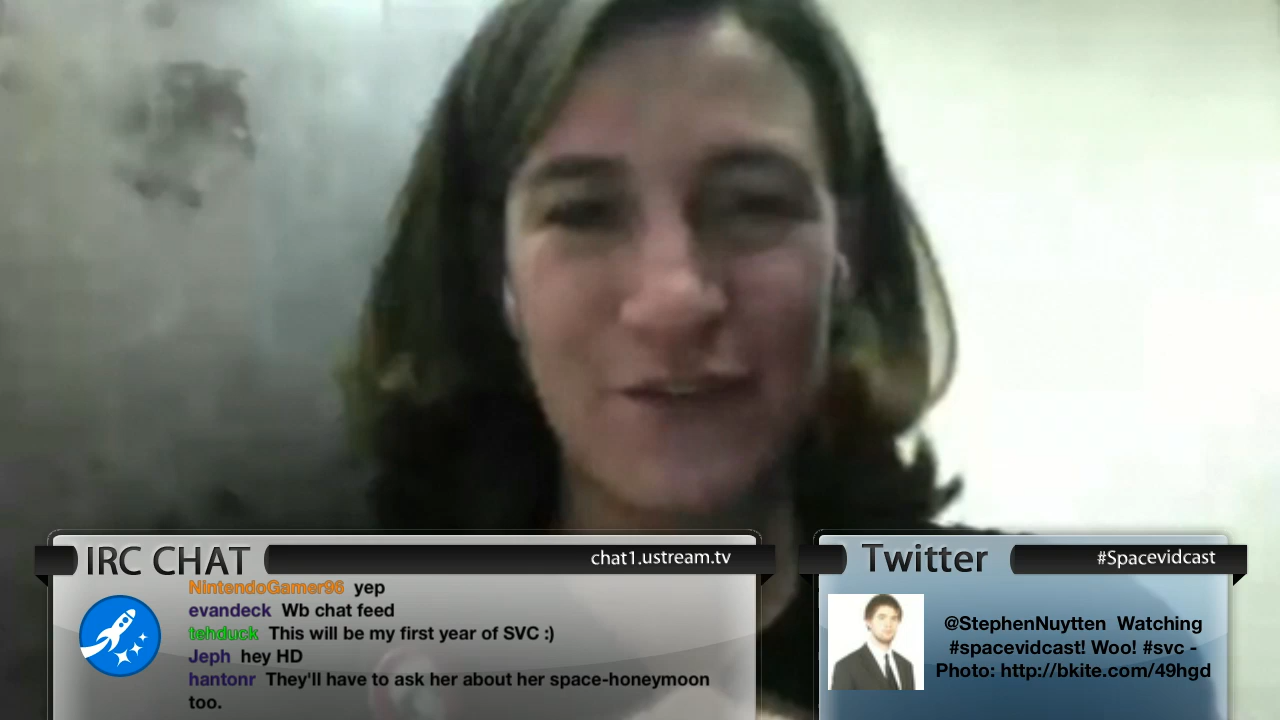 IRC CHAT
chat1.ustream.tv
NintendoGamer96 yep
evandeck Wb chat feed
tehduck This will be my first year of SVC :)
Jeph hey HD
hantonr They'll have to ask her about her space-honeymoon
too.
Twitter
#Spacevidcast
@StephenNuytten Watching
#spacevidcast! Woo! #svc -
Photo: http://bkite.com/49hgd